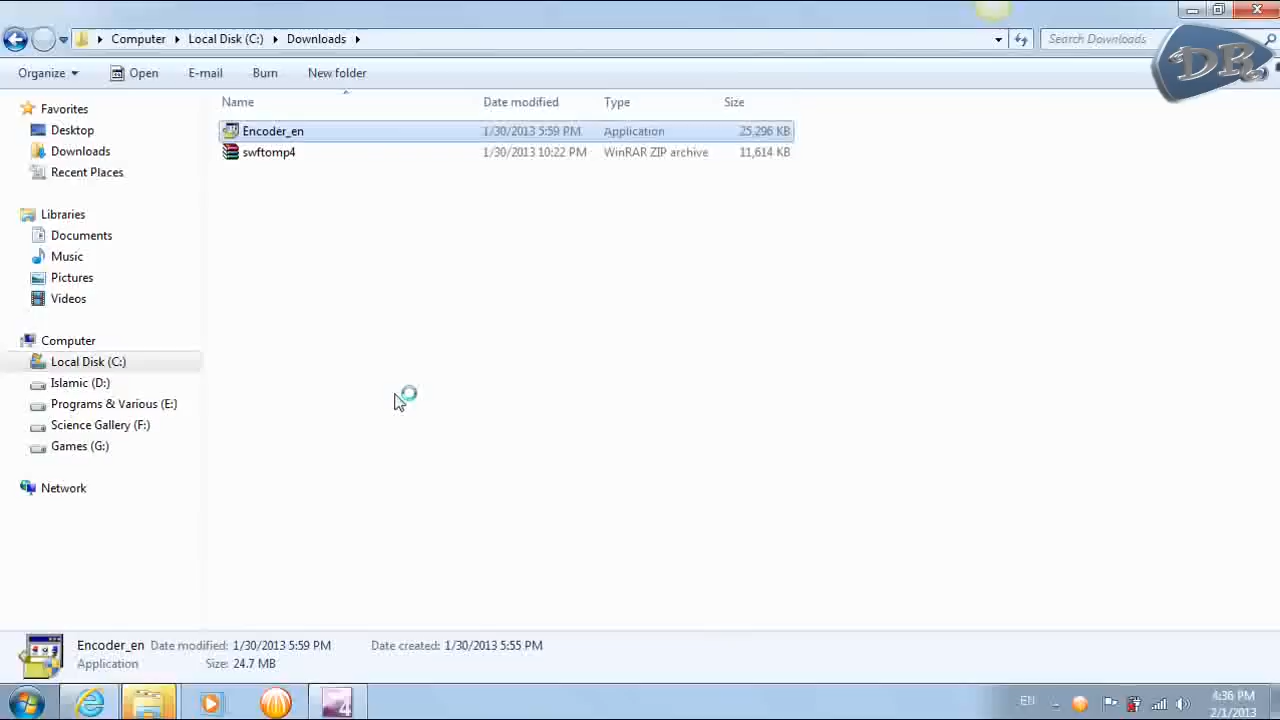 Computer Local Disk (C:) Downloads Search Downloads
DR
Organize Open E-mail Burn New folder
Name Date modified Type Size
Encoder_en 1/30/2013 5:59 PM Application 25,296 KB
swftomp4 1/30/2013 10:22 PM WinRAR ZIP archive 11,614 KB
Favorites
Desktop
Downloads
Recent Places
Libraries
Documents
Music
Pictures
Videos
Computer
Local Disk (C:)
Islamic (D:)
Programs & Various (E:)
Science Gallery (F:)
Games (G:)
Network
Encoder_en Date modified: 1/30/2013 5:59 PM Date created: 1/30/2013 5:55 PM
Application Size: 24.7 MB
4
EN
4:36 PM
2/1/2013